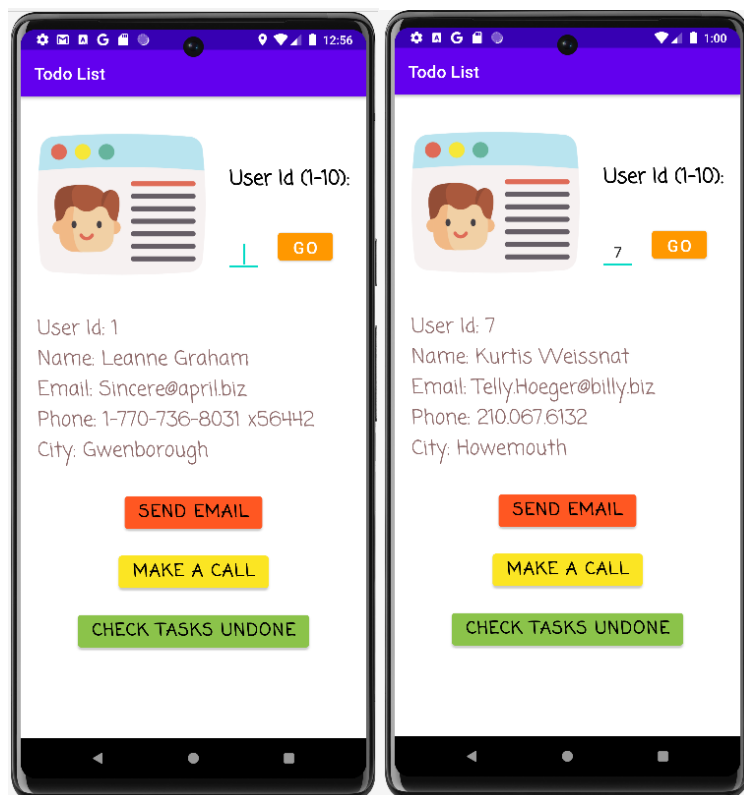 12:56
Todo List
User Id (1-10):
GO
User Id: 1
Name: Leanne Graham
Email: Sincere@april.biz
Phone: 1-770-736-8031 x56442
City: Gwenborough
SEND EMAIL
MAKE A CALL
CHECK TASKS UNDONE
1:00
Todo List
User Id (1-10):
7
GO
User Id: 7
Name: Kurtis Weissnat
Email: Telly.Hoeger@billy.biz
Phone: 210.067.6132
City: Howemouth
SEND EMAIL
MAKE A CALL
CHECK TASKS UNDONE